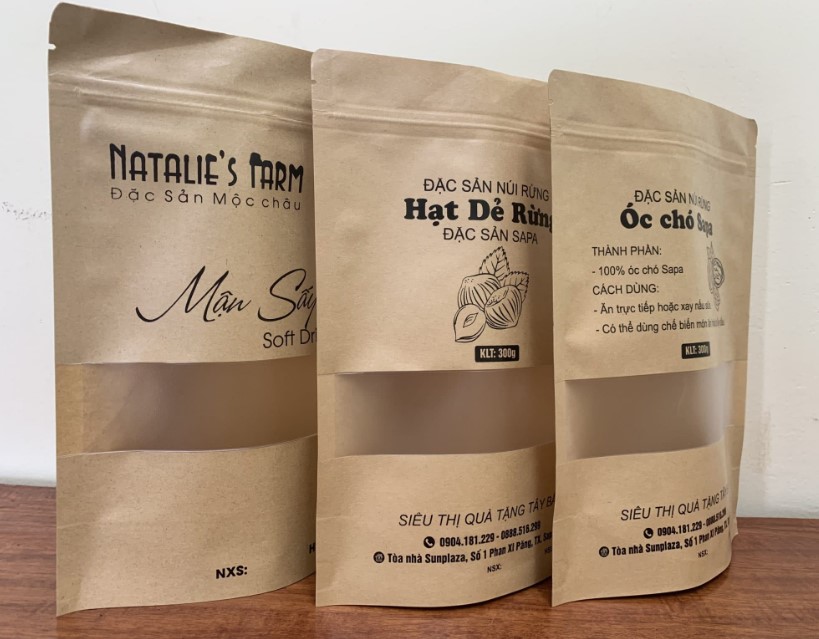 NATALIE'S FARM
Đặc Sản Mộc châu
Mận Sấy
Soft
NXS:
ĐẶC SẢN NÚI RỪNG
Hạt Dẻ Rừng
ĐẶC SẢN SAPA
KLT: 300g
SIÊU THỊ QUÀ TẶNG TÂY
0904.181.229 - 0888.516.299
Tòa nhà Sunplaza, Số 1 Phan XI Păng, TX.
NSX:
ĐẶC SẢN NÚI RỪNG
Óc chó Sapa
THÀNH PHẦN:
- 100% óc chó Sapa
CÁCH DÙNG:
- Ăn trực tiếp hoặc xay nấu sữa
- Có thể dùng chế biến món
KLT: 300g
SIÊU THỊ QUÀ TẶNG TÂY
0904.181.229 -
Tòa nhà Sunplaza, Số 1 Phan XI Păng,
NSX: